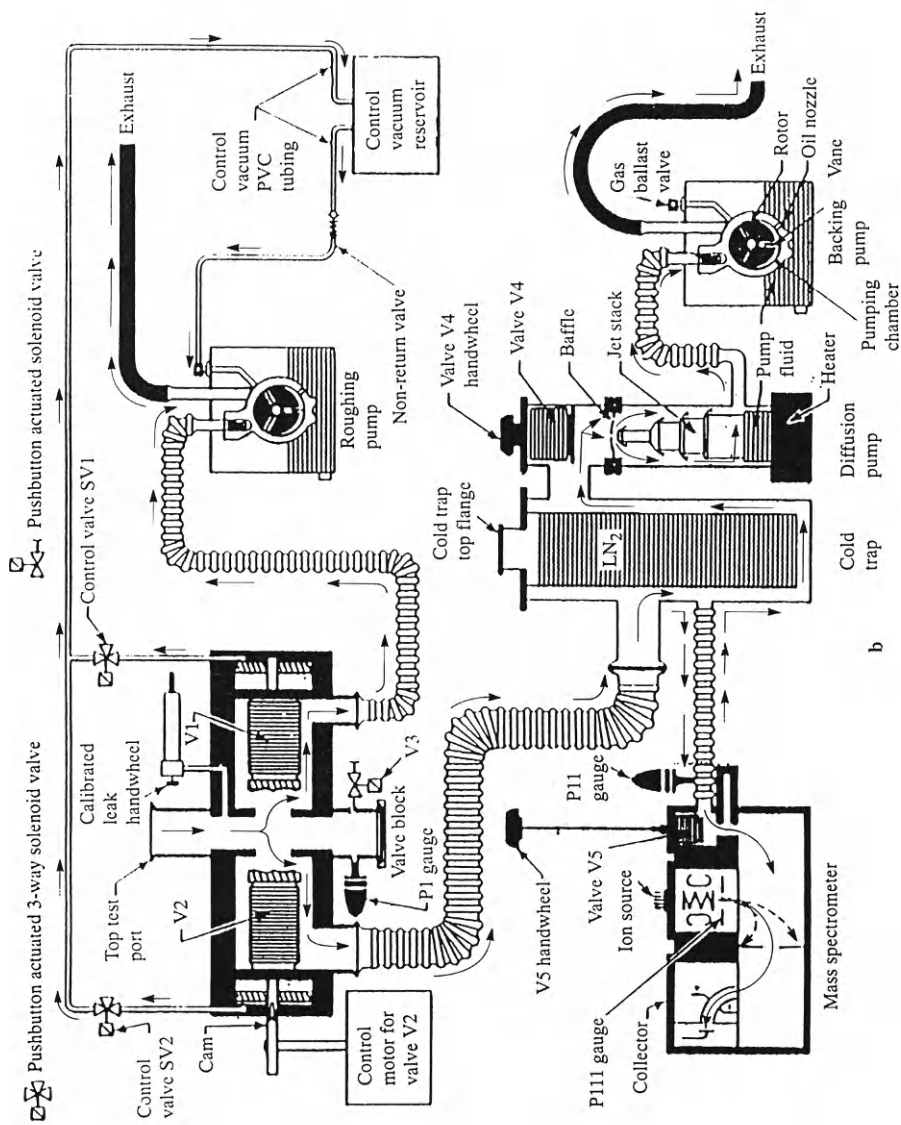 Pushbutton actuated 3-way solenoid valve
Pushbutton actuated solenoid valve
Control
valve SV2
Top test
port
Calibrated
leak
handwheel
Control valve SV1
Exhaust
V2
V1
V3
Cam
Control
motor for
valve V2
P1 gauge
Valve block
Roughing
pump
Non-return valve
Control
vacuum
PVC
tubing
Control
vacuum
reservoir
V5 handwheel
Valve V5
Ion source
P111 gauge
Collector
Mass spectrometer
P11
gauge
Cold trap
top flange
LN2
Cold
trap
Valve V4
handwheel
Valve V4
Baffle
Jet stack
Pump
fluid
Heater
Diffusion
pump
Gas
ballast
valve
Exhaust
Rotor
Oil nozzle
Vane
Backing
pump
Pumping
chamber
b